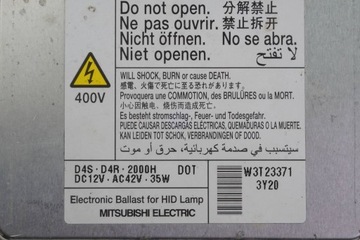 Do not open. 分解禁止
Ne pas ouvrir. 禁止拆开
Nicht öffnen. No se abra.
Niet openen. لا تفتح
400V
WILL SHOCK, BURN or cause DEATH.
感電、火傷で死に至る恐れがあります。
Provoquera une COMMOTION, des BRULÛRES ou la MORT.
小心因触电、烧伤而造成死亡。
Es besteht stromschlag-, Feuer- und Todesgefahr.
PUEDE CAUSAR DESCARGAS ELÉCTRICAS, QUEMADURAS O LA MUERTE.
KAN LEIDEN TOT SCHOK, VERBRANDING OF DOOD.
سيتسبب في صدمة كهربائية، حرق أو موت
D4S・D4R・2000H DOT
DC12V・AC42V・35W
W3T23371
3Y20
Electronic Ballast for HID Lamp
MITSUBISHI ELECTRIC